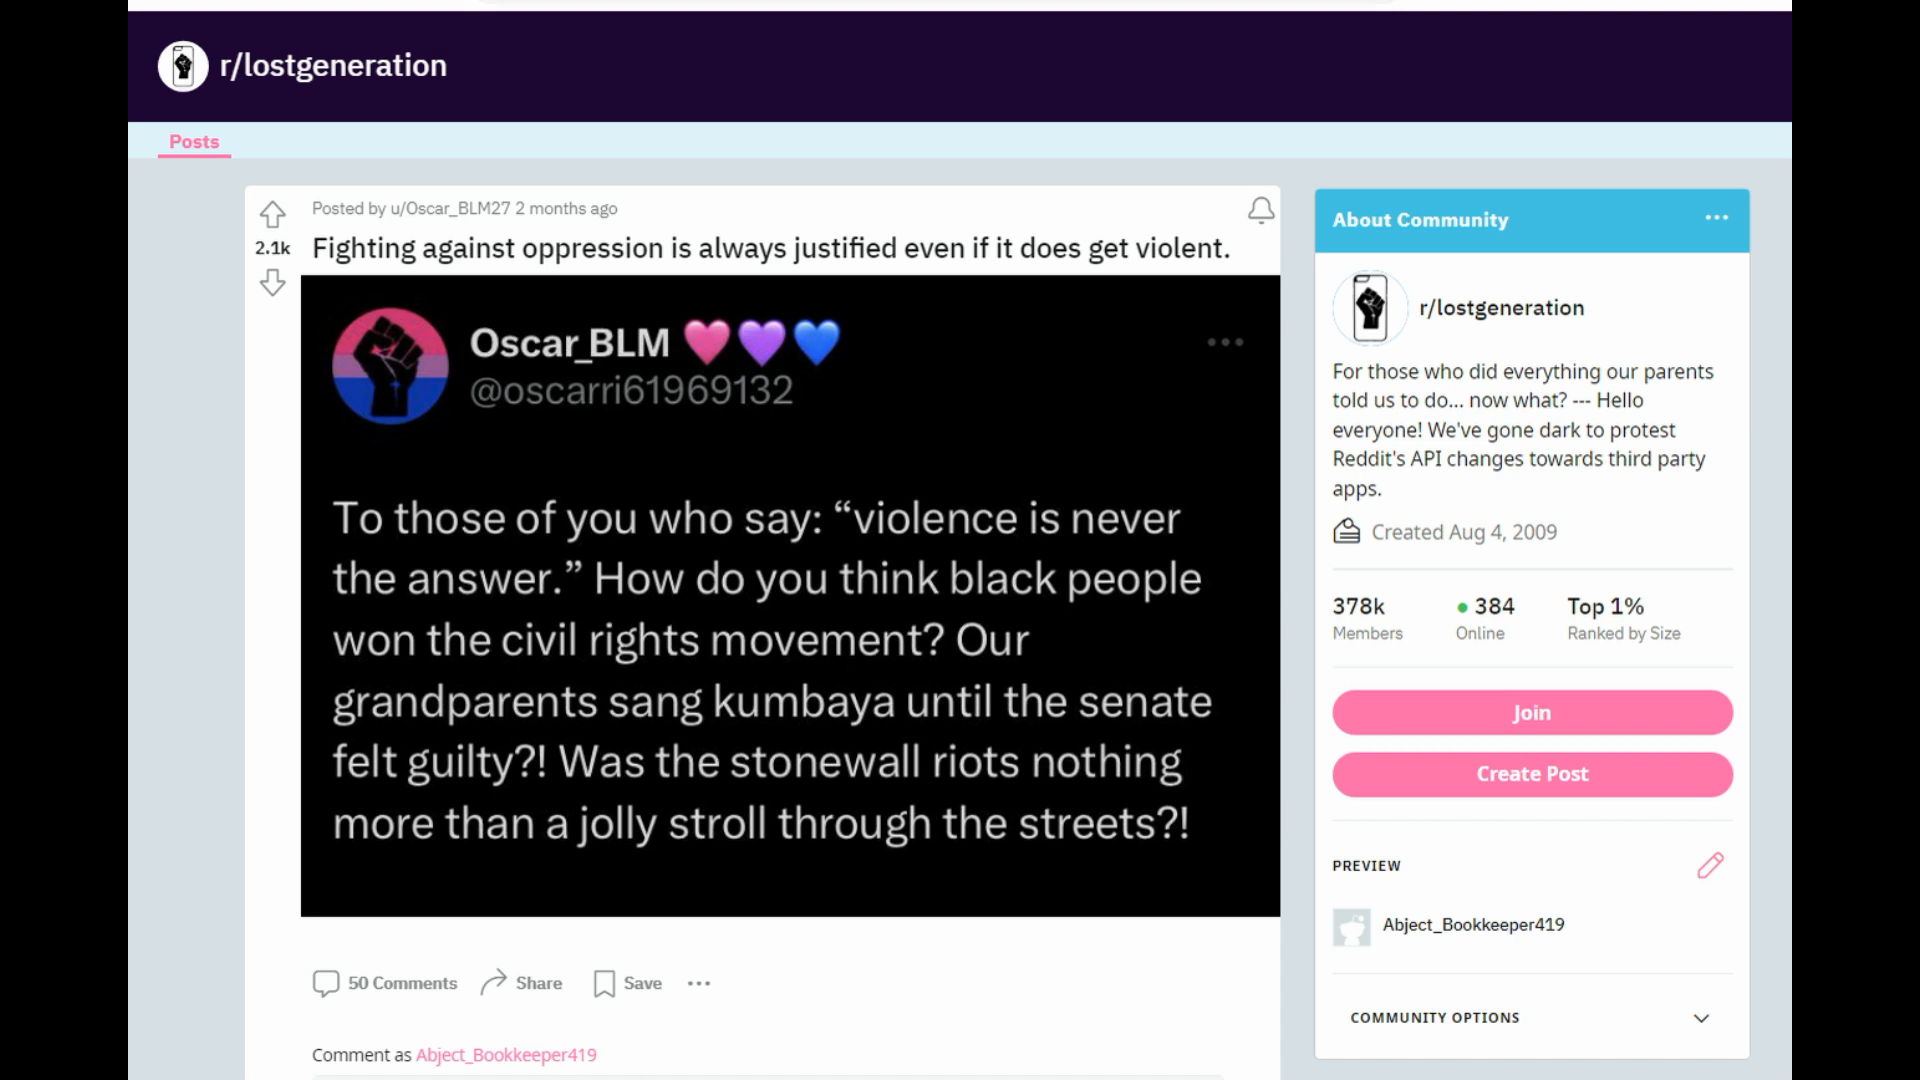 r/lostgeneration
Posts
Posted by u/Oscar_BLM27 2 months ago
2.1k
Fighting against oppression is always justified even if it does get violent.
Oscar_BLM
@oscarri61969132
To those of you who say: “violence is never
the answer.” How do you think black people
won the civil rights movement? Our
grandparents sang kumbaya until the senate
felt guilty?! Was the stonewall riots nothing
more than a jolly stroll through the streets?!
50 Comments Share Save
Comment as Abject_Bookkeeper419
About Community
r/lostgeneration
For those who did everything our parents
told us to do... now what? --- Hello
everyone! We've gone dark to protest
Reddit's API changes towards third party
apps.
Created Aug 4, 2009
378k 384 Top 1%
Members Online Ranked by Size
Join
Create Post
PREVIEW
Abject_Bookkeeper419
COMMUNITY OPTIONS